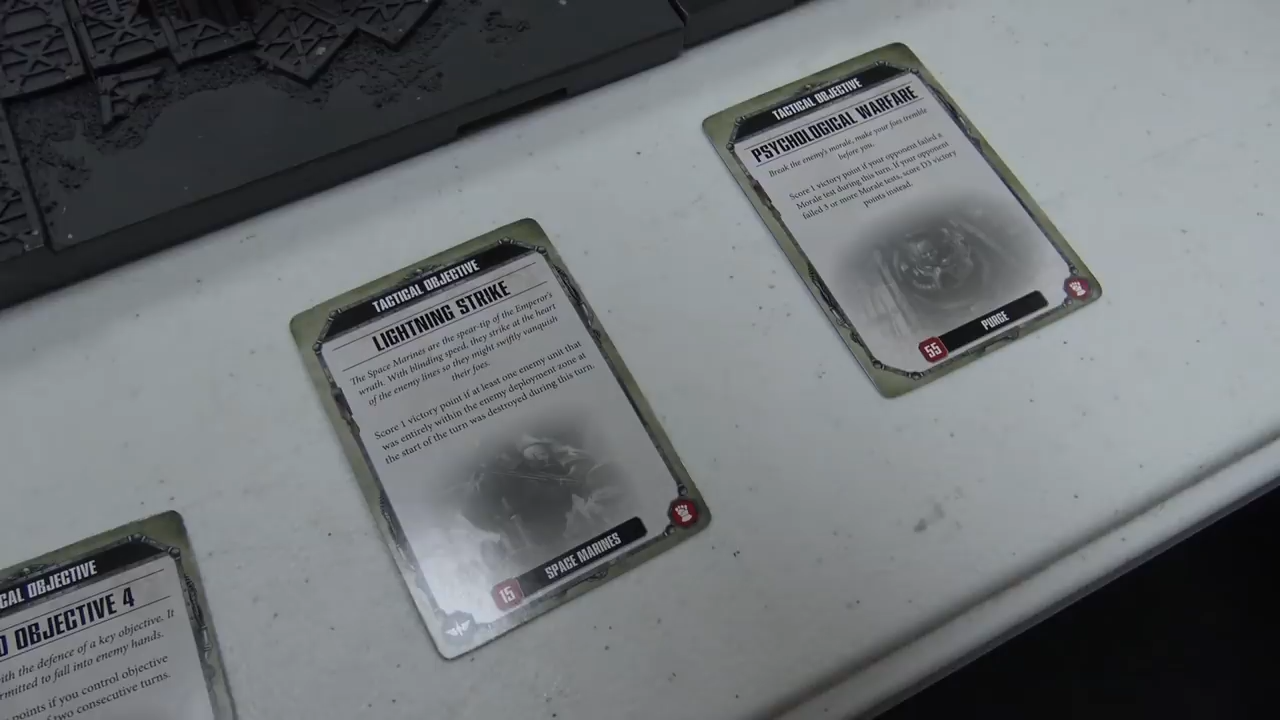 TACTICAL OBJECTIVE
PSYCHOLOGICAL WARFARE
Break the enemy's morale, make your foes tremble
before you.
Score 1 victory point if your opponent failed a
Morale test during this turn. If your opponent
failed 3 or more Morale tests, score D3 victory
points instead.
PURGE
55
TACTICAL OBJECTIVE
LIGHTNING STRIKE
The Space Marines are the spear-tip of the Emperor's
wrath. With blinding speed, they strike at the heart
of the enemy lines so they might swiftly vanquish
their foes.
Score 1 victory point if at least one enemy unit that
was entirely within the enemy deployment zone at
the start of the turn was destroyed during this turn.
SPACE MARINES
15
CAL OBJECTIVE
D OBJECTIVE 4
with the defence of a key objective. It
rmitted to fall into enemy hands.
points if you control objective
of two consecutive turns.